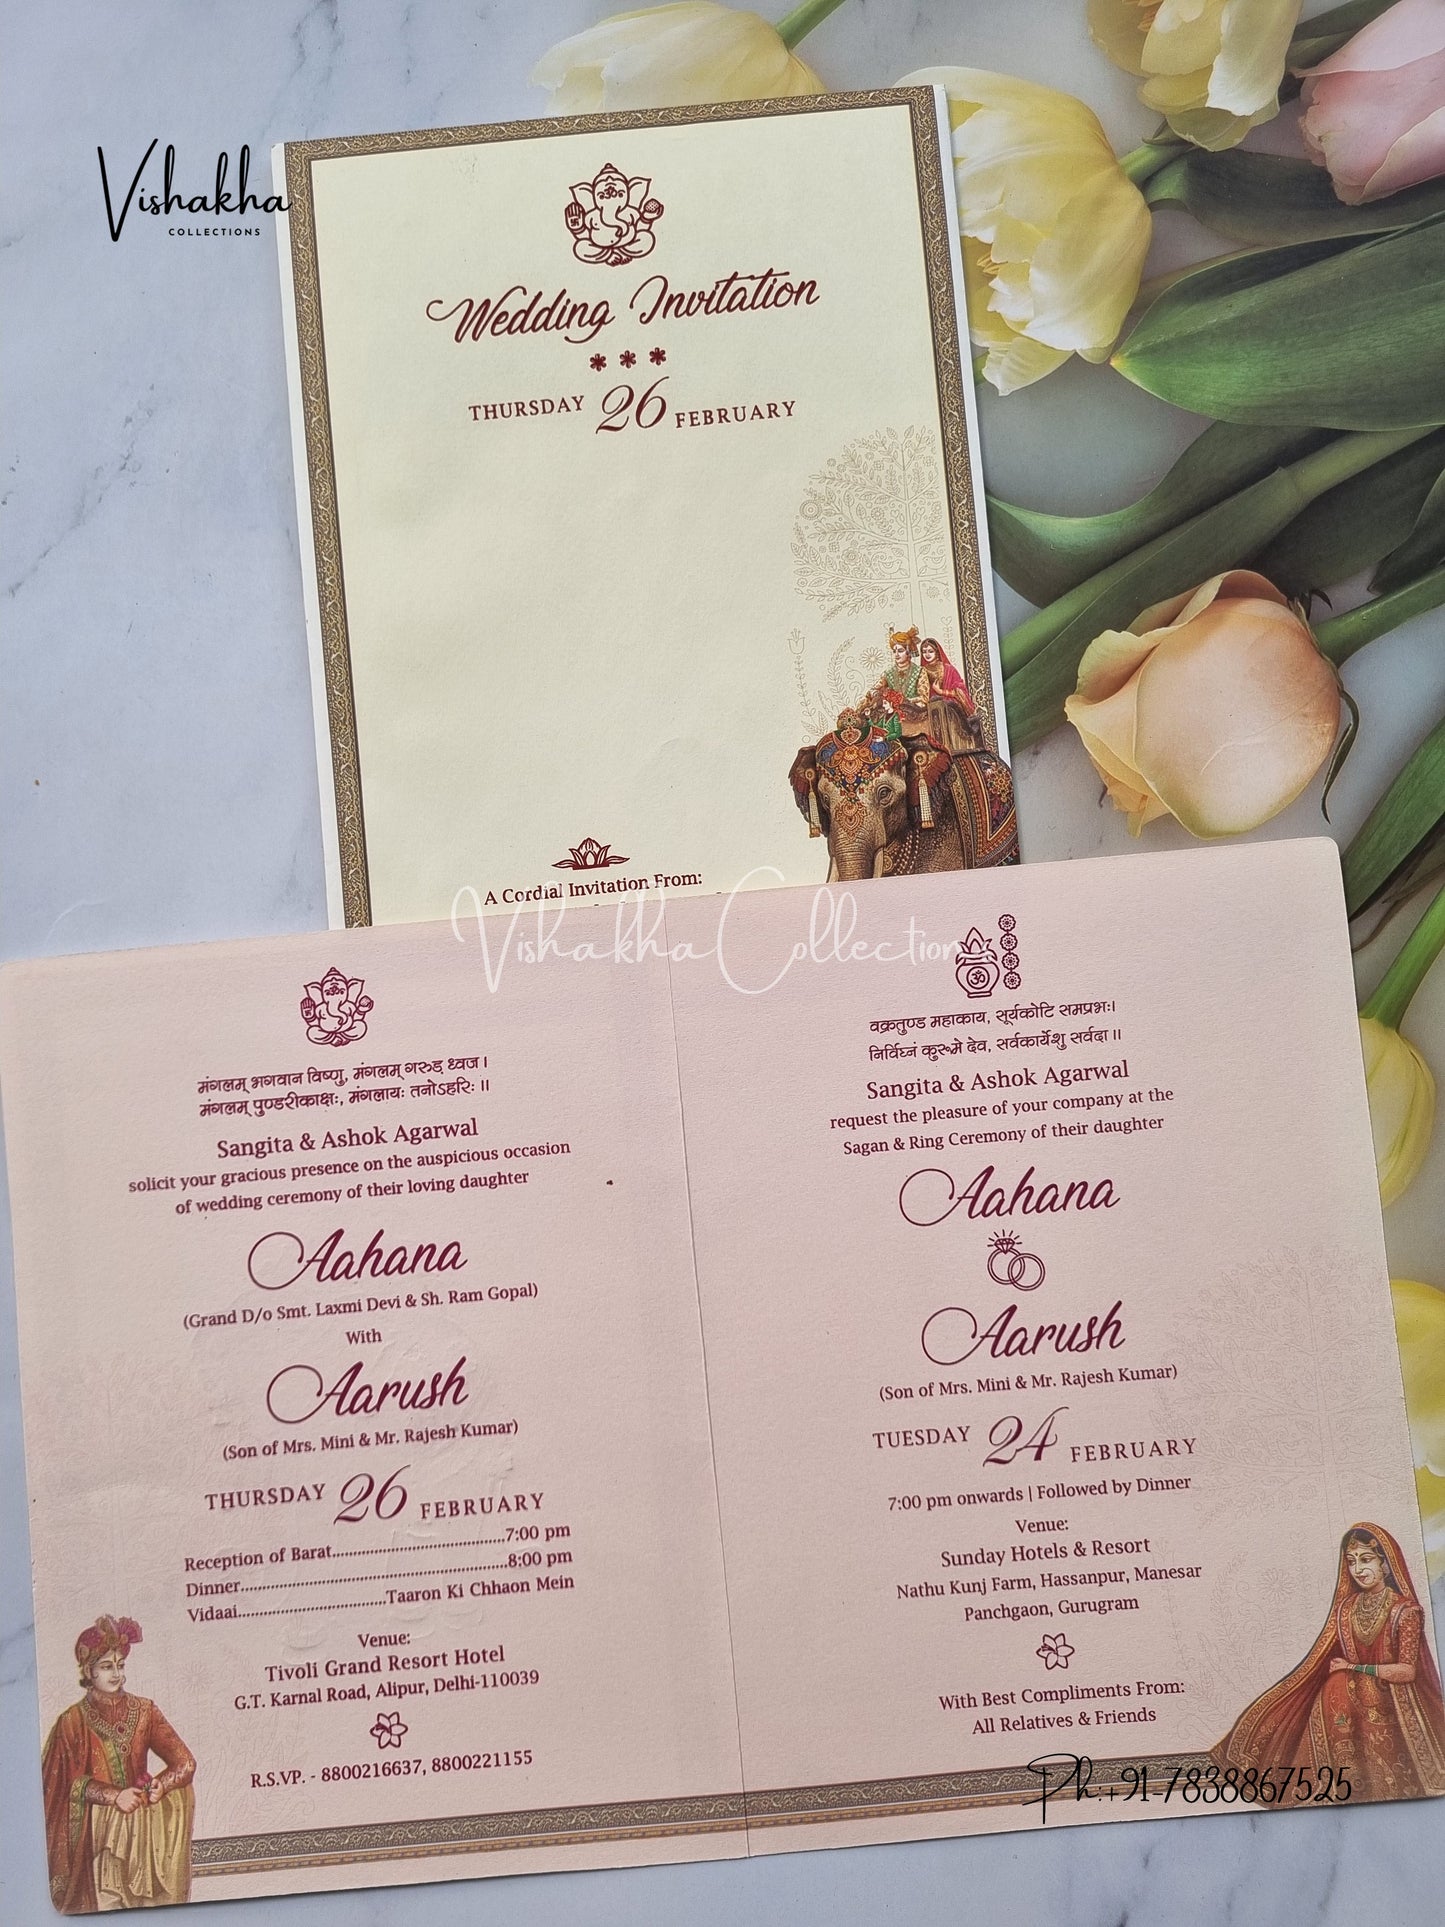 Vishakha
COLLECTIONS
Wedding Invitation
THURSDAY 26 FEBRUARY
A Cordial Invitation From:
Vishakha Collections
मंगलम् भगवान विष्णु, मंगलम् गरुड़ ध्वज।
मंगलम् पुण्डरीकाक्षः, मंगलायः तनोऽहरिः॥
Sangita & Ashok Agarwal
solicit your gracious presence on the auspicious occasion
of wedding ceremony of their loving daughter
Aahana
(Grand D/o Smt. Laxmi Devi & Sh. Ram Gopal)
With
Aarush
(Son of Mrs. Mini & Mr. Rajesh Kumar)
THURSDAY 26 FEBRUARY
Reception of Barat..........................................7:00 pm
Dinner..................................................................8:00 pm
Vidaai...................................Taaron Ki Chhaon Mein
Venue:
Tivoli Grand Resort Hotel
G.T. Karnal Road, Alipur, Delhi-110039
R.S.VP. - 8800216637, 8800221155
वक्रतुण्ड महाकाय, सूर्यकोटि समप्रभः।
निर्विघ्नं कुरूमे देव, सर्वकार्येशु सर्वदा॥
Sangita & Ashok Agarwal
request the pleasure of your company at the
Sagan & Ring Ceremony of their daughter
Aahana
Aarush
(Son of Mrs. Mini & Mr. Rajesh Kumar)
TUESDAY 24 FEBRUARY
7:00 pm onwards | Followed by Dinner
Venue:
Sunday Hotels & Resort
Nathu Kunj Farm, Hassanpur, Manesar
Panchgaon, Gurugram
With Best Compliments From:
All Relatives & Friends
Ph:+91-7838867525